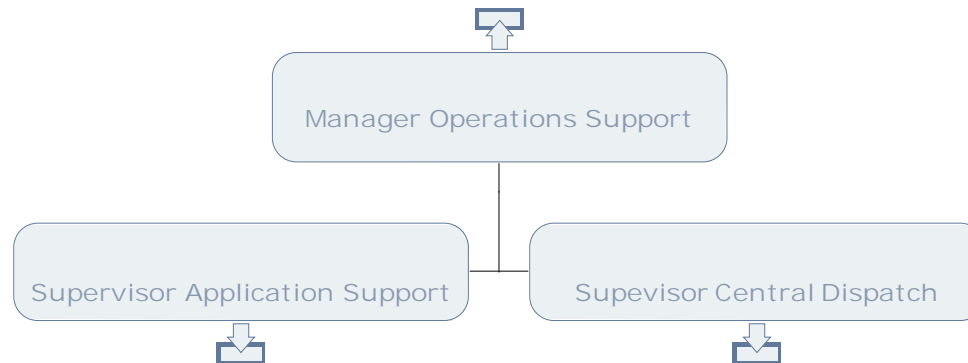 Manager Operations Support
Supervisor Application Support
Supevisor Central Dispatch